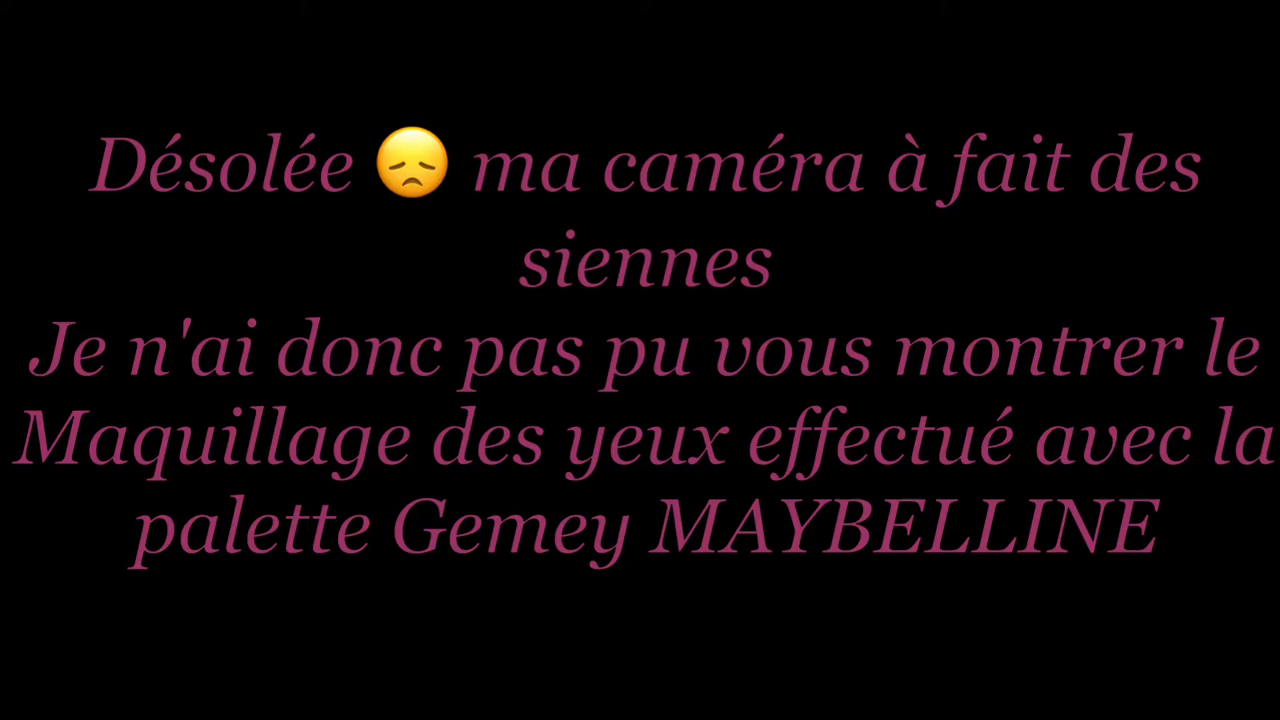 Désolée 😞 ma caméra à fait des
siennes
Je n'ai donc pas pu vous montrer le
Maquillage des yeux effectué avec la
palette Gemey MAYBELLINE